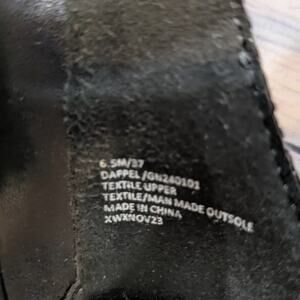 6.5M/37
DAPPEL/GN240101
TEXTILE UPPER
TEXTILE/MAN MADE OUTSOLE
MADE IN CHINA
XWXNOV23